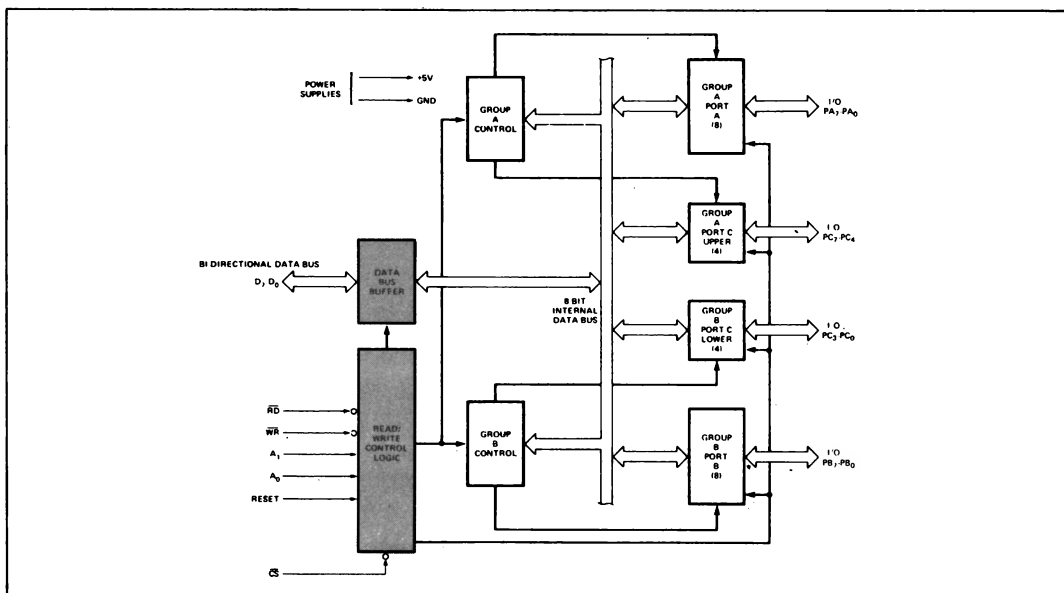 POWER
SUPPLIES
+5V
GND
GROUP
A
CONTROL
GROUP
A
PORT
A
(8)
I/O
PA7-PA0
GROUP
A
PORT C
UPPER
(4)
I O
PC7-PC4
BI DIRECTIONAL DATA BUS
D7 D0
DATA
BUS
BUFFER
8 BIT
INTERNAL
DATA BUS
GROUP
B
PORT C
LOWER
(4)
I O
PC3-PC0
RD
WR
A1
A0
RESET
CS
READ/
WRITE
CONTROL
LOGIC
GROUP
B
CONTROL
GROUP
B
PORT
B
(8)
I/O
PB7-PB0